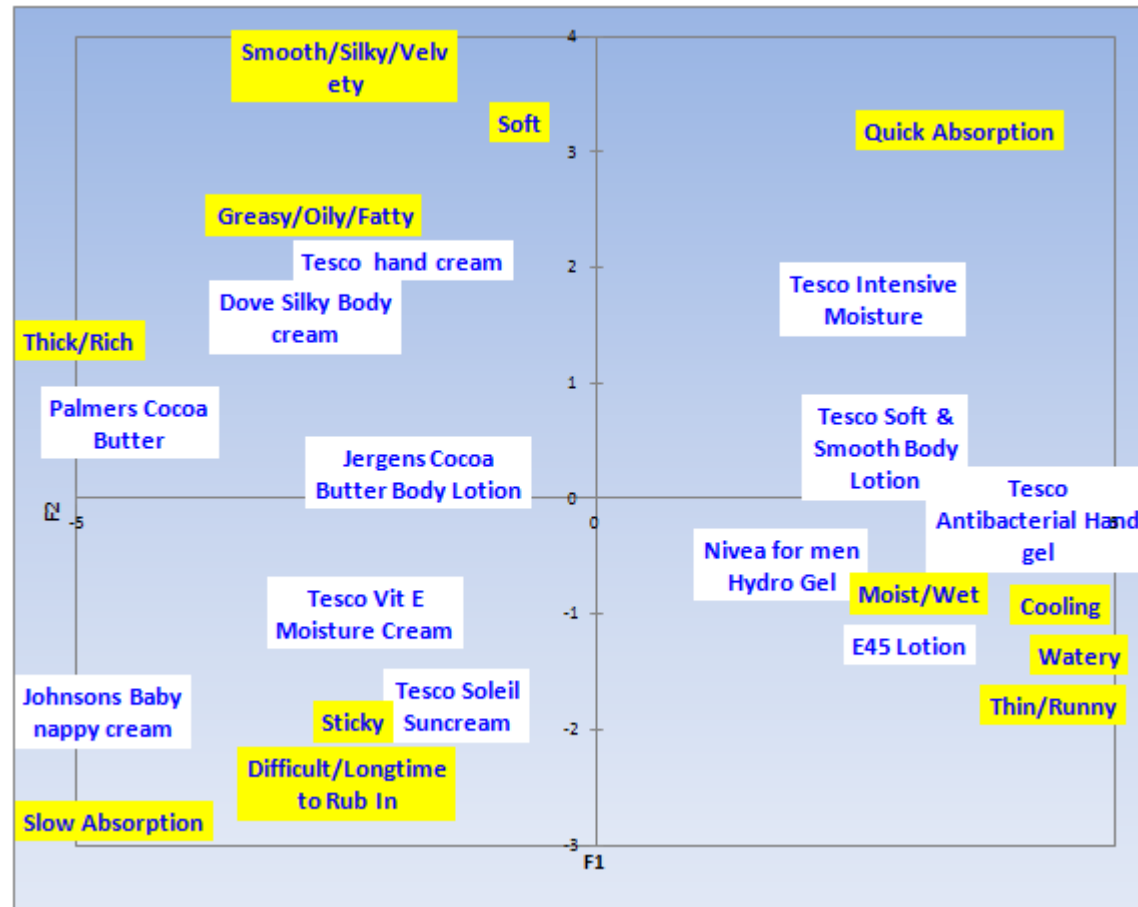 4
Smooth/Silky/Velv
ety
Soft
Quick Absorption
3
Greasy/Oily/Fatty
Tesco hand cream
2
Tesco Intensive
Moisture
Dove Silky Body
cream
Thick/Rich
1
Palmers Cocoa
Butter
Tesco Soft &
Smooth Body
Lotion
Jergens Cocoa
Butter Body Lotion
F2
-5
0
0
Tesco
Antibacterial Hand
gel
Nivea for men
Hydro Gel
Moist/Wet
-1
Cooling
Tesco Vit E
Moisture Cream
E45 Lotion
Watery
Thin/Runny
Johnsons Baby
nappy cream
Tesco Soleil
Suncream
Sticky
-2
Difficult/Longtime
to Rub In
Slow Absorption
-3
F1